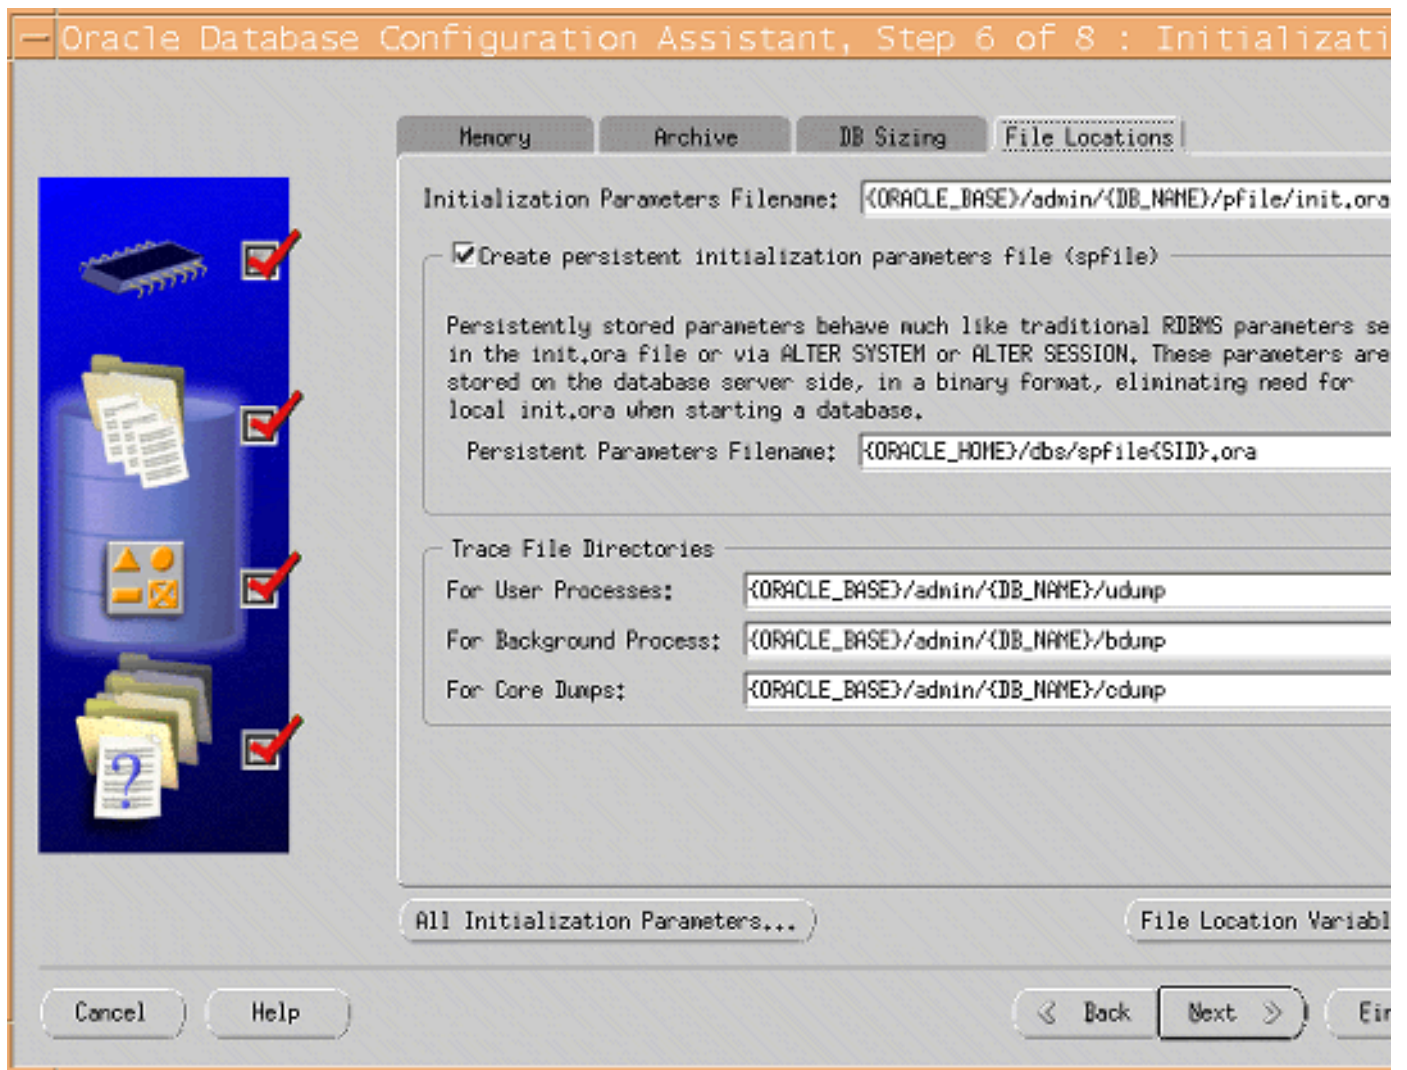 Oracle Database Configuration Assistant, Step 6 of 8 : Initializati
Memory
Archive
DB Sizing
File Locations
Initialization Parameters Filename: {ORACLE_BASE}/admin/{DB_NAME}/pfile/init.ora
Create persistent initialization parameters file (spfile)
Persistently stored parameters behave much like traditional RDBMS parameters se
in the init.ora file or via ALTER SYSTEM or ALTER SESSION. These parameters are
stored on the database server side, in a binary format, eliminating need for
local init.ora when starting a database.
Persistent Parameters Filename: {ORACLE_HOME}/dbs/spfile{SID}.ora
Trace File Directories
For User Processes: {ORACLE_BASE}/admin/{DB_NAME}/udump
For Background Process: {ORACLE_BASE}/admin/{DB_NAME}/bdump
For Core Dumps: {ORACLE_BASE}/admin/{DB_NAME}/cdump
?
All Initialization Parameters...
File Location Variabl
Cancel
Help
Back
Next